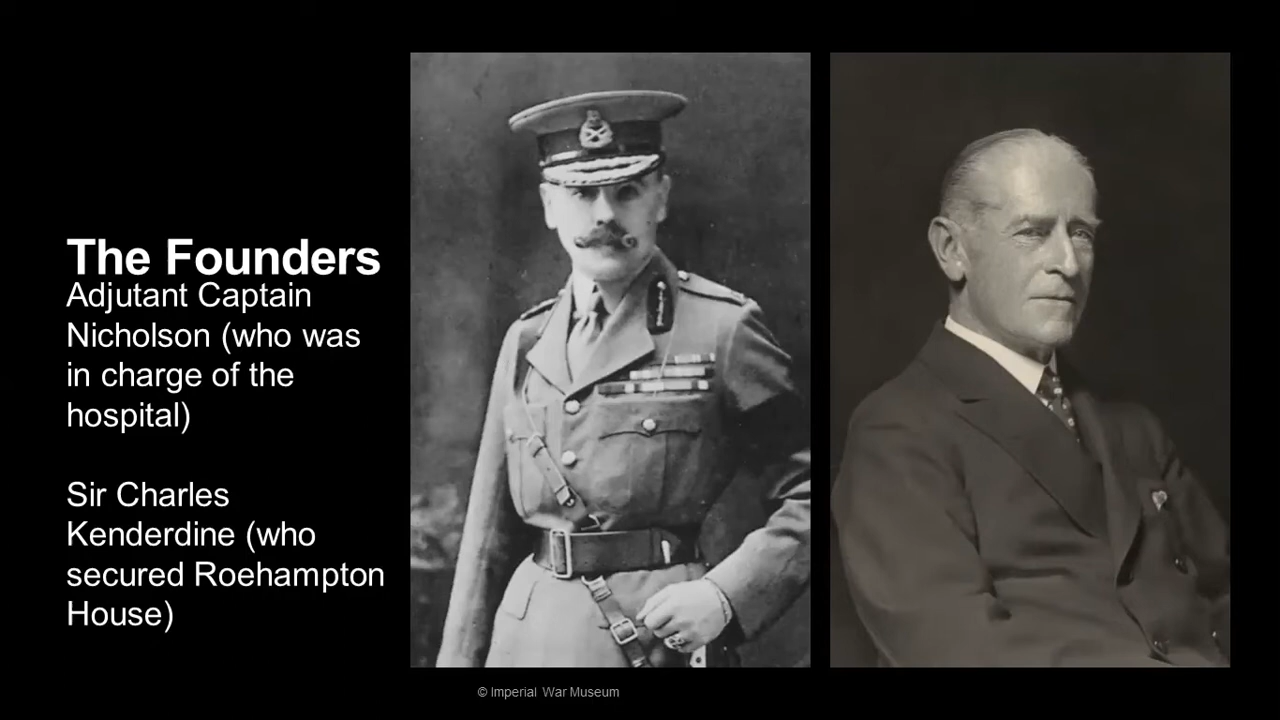 The Founders
Adjutant Captain
Nicholson (who was
in charge of the
hospital)
Sir Charles
Kenderdine (who
secured Roehampton
House)
© Imperial War Museum